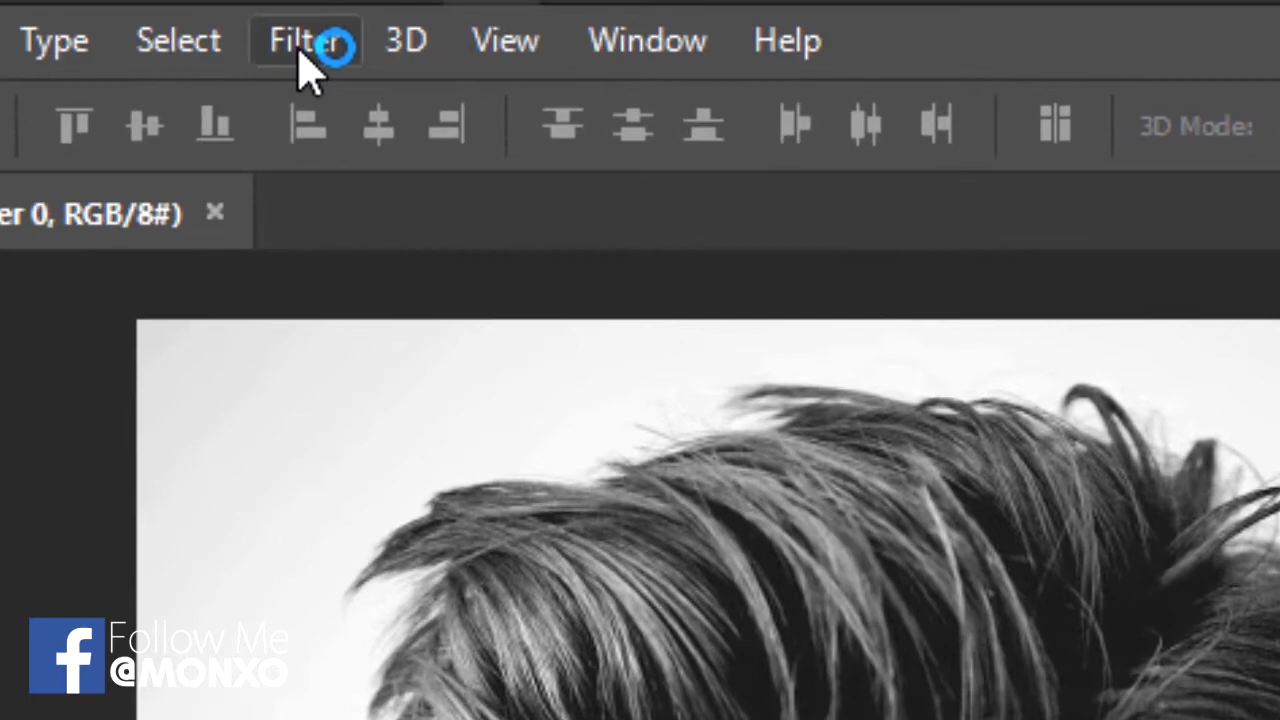 Type Select Filter 3D View Window Help
3D Mode:
er 0, RGB/8#) ×
Follow Me
@MONXO